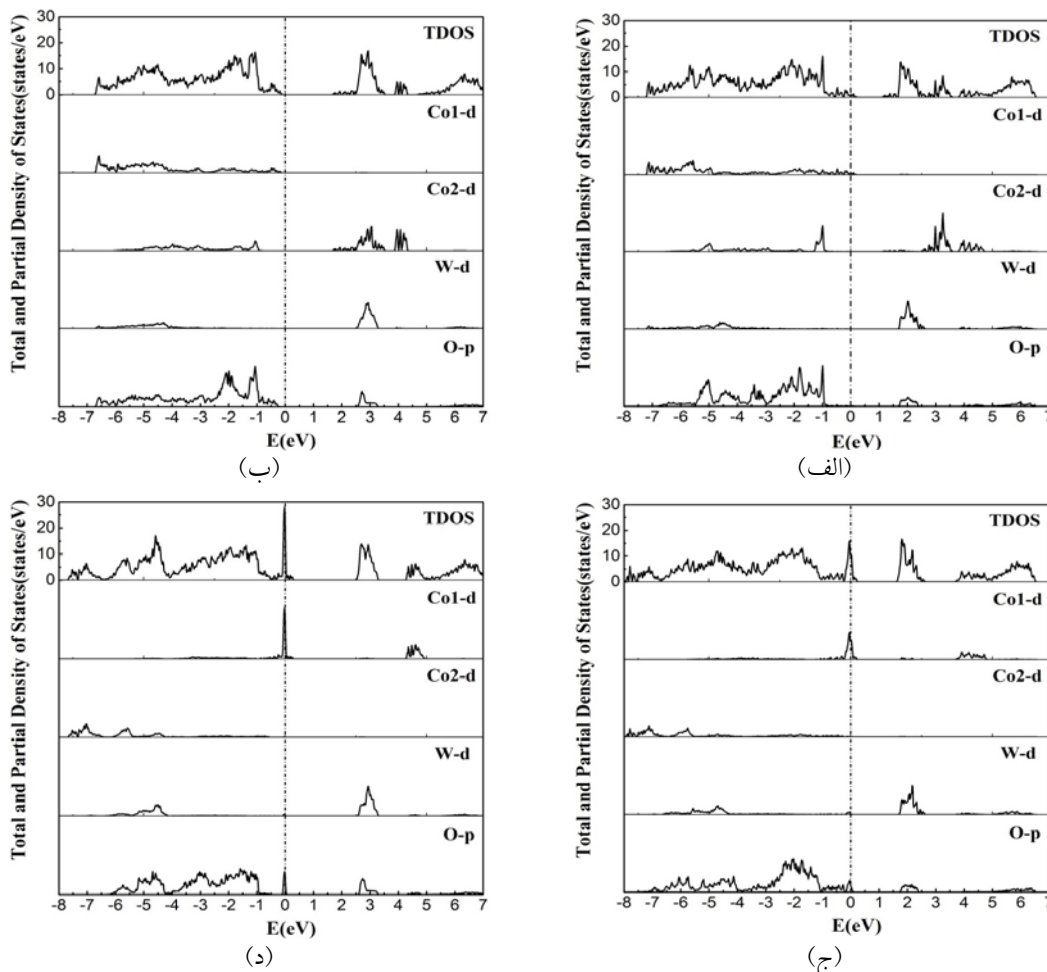 Total and Partial Density of States(states/eV)
30
20
10
0
TDOS
Co1-d
Co2-d
W-d
O-p
-8 -7 -6 -5 -4 -3 -2 -1 0 1 2 3 4 5 6 7
E(eV)
(الف)
Total and Partial Density of States(states/eV)
30
20
10
0
TDOS
Co1-d
Co2-d
W-d
O-p
-8 -7 -6 -5 -4 -3 -2 -1 0 1 2 3 4 5 6 7
E(eV)
(ب)
Total and Partial Density of States(states/eV)
30
20
10
0
TDOS
Co1-d
Co2-d
W-d
O-p
-8 -7 -6 -5 -4 -3 -2 -1 0 1 2 3 4 5 6 7
E(eV)
(ج)
Total and Partial Density of States(states/eV)
30
20
10
0
TDOS
Co1-d
Co2-d
W-d
O-p
-8 -7 -6 -5 -4 -3 -2 -1 0 1 2 3 4 5 6 7
E(eV)
(د)